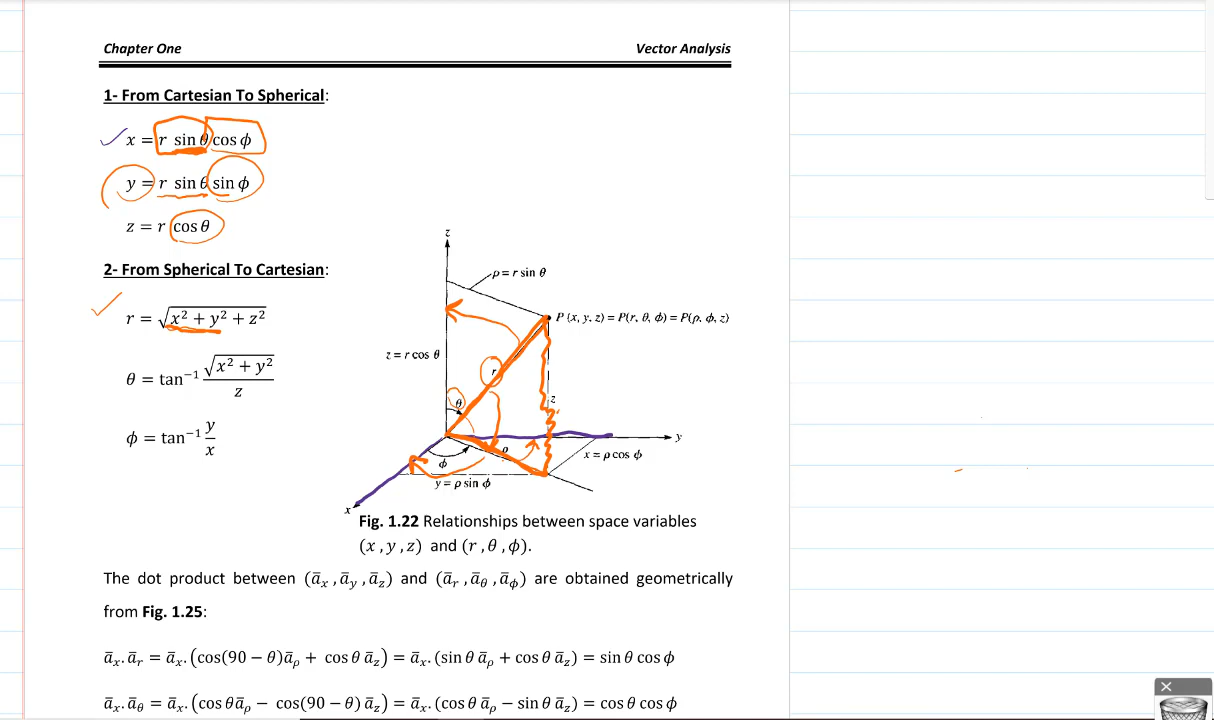 Chapter One Vector Analysis
1- From Cartesian To Spherical:
x = r sin θ cos ϕ
y = r sin θ sin ϕ
z = r cos θ
2- From Spherical To Cartesian:
r = √(x² + y² + z²)
θ = tan⁻¹ √(x² + y²) / z
ϕ = tan⁻¹ y / x
z
ρ = r sin θ
P (x, y, z) = P(r, θ, ϕ) = P(ρ, ϕ, z)
z = r cos θ
r
θ
z
y
ρ
x = ρ cos ϕ
ϕ
y = ρ sin ϕ
x
Fig. 1.22 Relationships between space variables
(x , y , z) and (r , θ , ϕ).
The dot product between (āx , āy , āz) and (ār , āθ , āϕ) are obtained geometrically
from Fig. 1.25:
āx. ār = āx. (cos(90 − θ)āρ + cos θ āz) = āx. (sin θ āρ + cos θ āz) = sin θ cos ϕ
āx. āθ = āx. (cos θ āρ − cos(90 − θ) āz) = āx. (cos θ āρ − sin θ āz) = cos θ cos ϕ